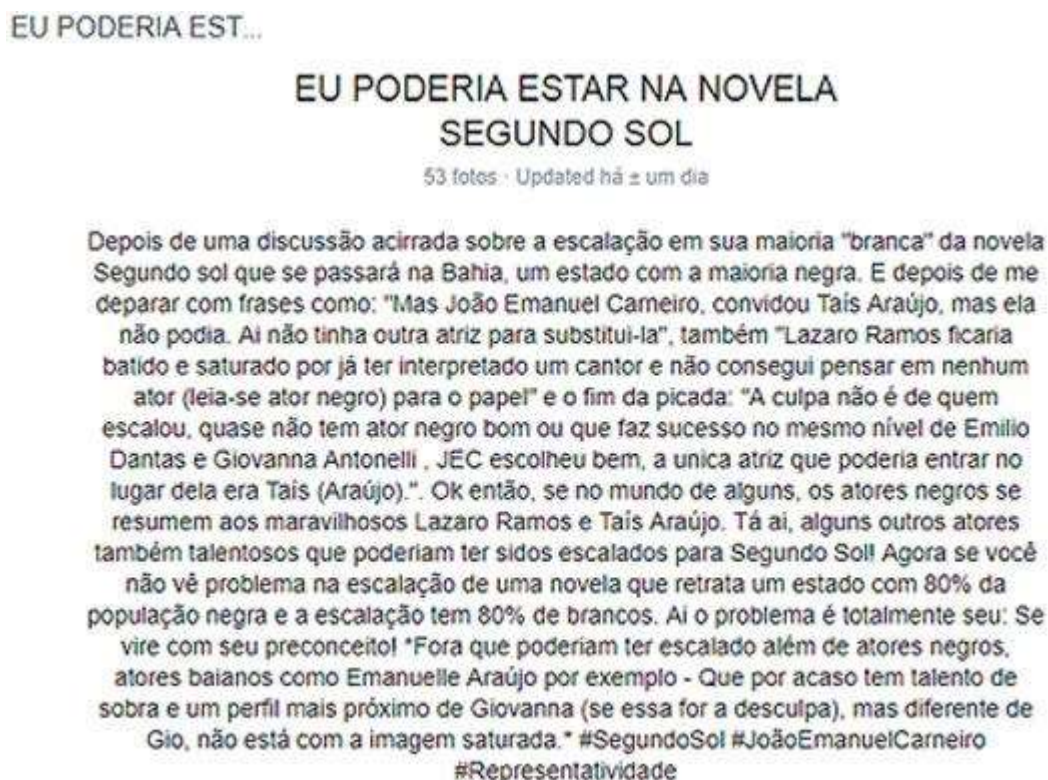 EU PODERIA EST...
EU PODERIA ESTAR NA NOVELA
SEGUNDO SOL
53 fotos · Updated há ± um dia
Depois de uma discussão acirrada sobre a escalação em sua maioria "branca" da novela
Segundo sol que se passará na Bahia, um estado com a maioria negra. E depois de me
deparar com frases como: "Mas João Emanuel Carneiro, convidou Taís Araújo, mas ela
não podia. Ai não tinha outra atriz para substitui-la", também "Lazaro Ramos ficaria
batido e saturado por já ter interpretado um cantor e não consegui pensar em nenhum
ator (leia-se ator negro) para o papel" e o fim da picada: "A culpa não é de quem
escalou, quase não tem ator negro bom ou que faz sucesso no mesmo nível de Emilio
Dantas e Giovanna Antonelli , JEC escolheu bem, a unica atriz que poderia entrar no
lugar dela era Taís (Araújo).". Ok então, se no mundo de alguns, os atores negros se
resumem aos maravilhosos Lazaro Ramos e Taís Araújo. Tá ai, alguns outros atores
também talentosos que poderiam ter sidos escalados para Segundo Sol! Agora se você
não vê problema na escalação de uma novela que retrata um estado com 80% da
população negra e a escalação tem 80% de brancos. Ai o problema é totalmente seu: Se
vire com seu preconceito! *Fora que poderiam ter escalado além de atores negros,
atores baianos como Emanuelle Araújo por exemplo - Que por acaso tem talento de
sobra e um perfil mais próximo de Giovanna (se essa for a desculpa), mas diferente de
Gio, não está com a imagem saturada.* #SegundoSol #JoãoEmanuelCarneiro
#Representatividade